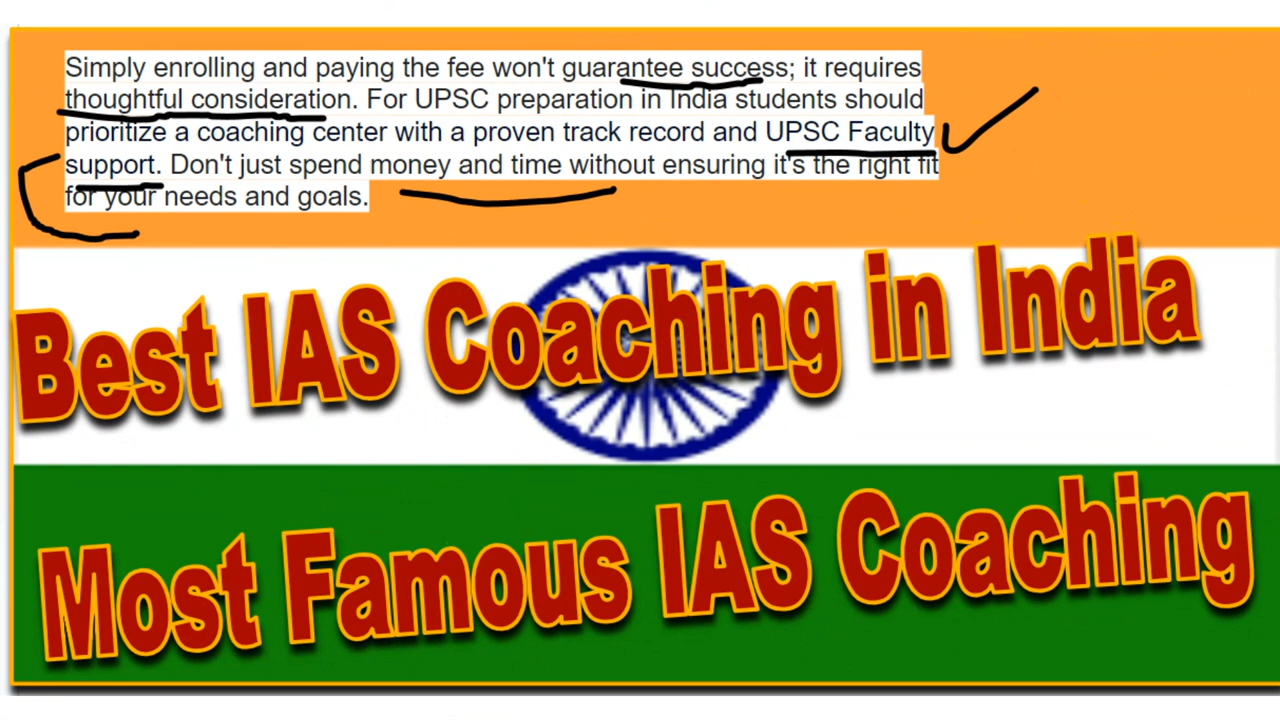 Simply enrolling and paying the fee won't guarantee success; it requires
thoughtful consideration. For UPSC preparation in India students should
prioritize a coaching center with a proven track record and UPSC Faculty
support. Don't just spend money and time without ensuring it's the right fit
for your needs and goals.
Best IAS Coaching in India
Most Famous IAS Coaching